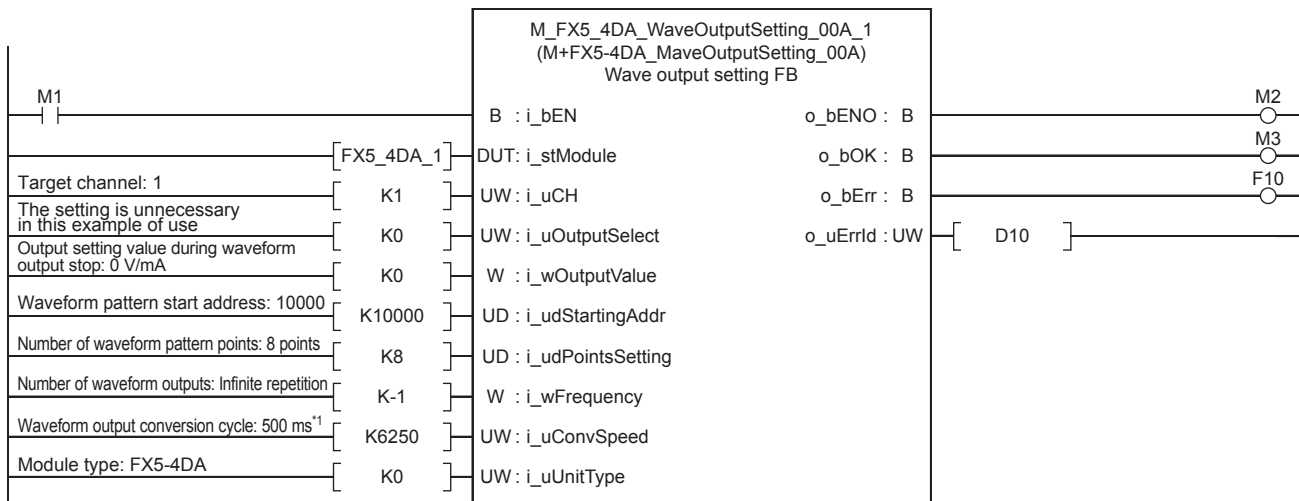 M_FX5_4DA_WaveOutputSetting_00A_1
(M+FX5-4DA_MaveOutputSetting_00A)
Wave output setting FB
M1
B : i_bEN
o_bENO : B
M2
FX5_4DA_1
DUT: i_stModule
o_bOK : B
M3
Target channel: 1
K1
UW : i_uCH
o_bErr : B
F10
The setting is unnecessary
in this example of use
K0
UW : i_uOutputSelect
o_uErrId : UW
D10
Output setting value during waveform
output stop: 0 V/mA
K0
W : i_wOutputValue
Waveform pattern start address: 10000
K10000
UD : i_udStartingAddr
Number of waveform pattern points: 8 points
K8
UD : i_udPointsSetting
Number of waveform outputs: Infinite repetition
K-1
W : i_wFrequency
Waveform output conversion cycle: 500 ms*1
K6250
UW : i_uConvSpeed
Module type: FX5-4DA
K0
UW : i_uUnitType